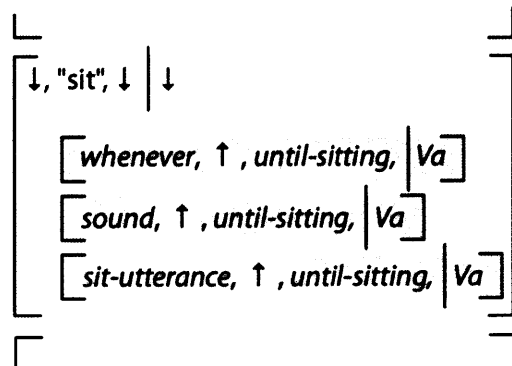 ↓, "sit", ↓ | ↓
[whenever, ↑ , until-sitting, | Va]
[sound, ↑ , until-sitting, | Va]
[sit-utterance, ↑ , until-sitting, | Va]